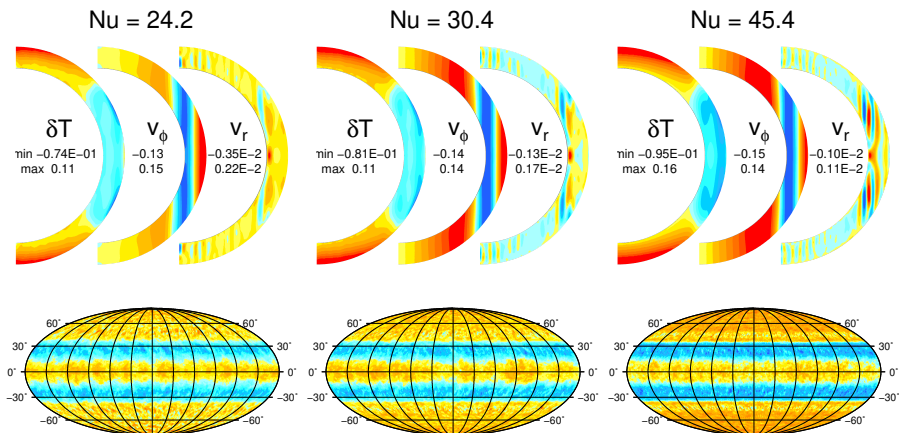 Nu = 24.2 Nu = 30.4 Nu = 45.4
δT v_ϕ v_r δT v_ϕ v_r δT v_ϕ v_r
min −0.74E−01 −0.13 −0.35E−2 min −0.81E−01 −0.14 −0.13E−2 min −0.95E−01 −0.15 −0.10E−2
max 0.11 0.15 0.22E−2 max 0.11 0.14 0.17E−2 max 0.16 0.14 0.11E−2
60˚ 60˚ 60˚ 60˚ 60˚ 60˚
30˚ 30˚ 30˚ 30˚ 30˚ 30˚
0˚ 0˚ 0˚ 0˚ 0˚ 0˚
−30˚ −30˚ −30˚ −30˚ −30˚ −30˚
−60˚ −60˚ −60˚ −60˚ −60˚ −60˚